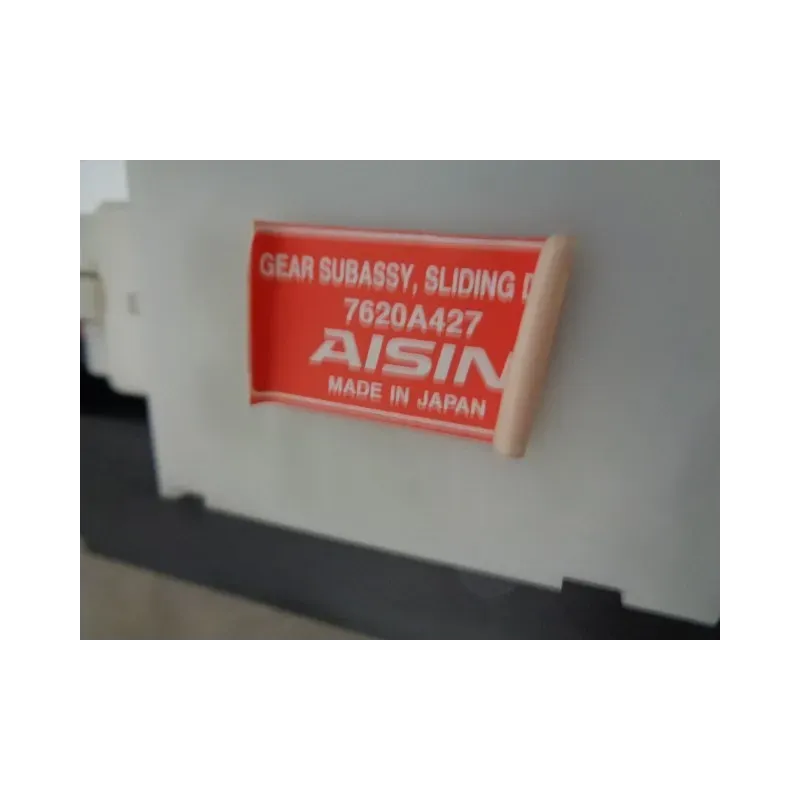 GEAR SUBASSY, SLIDING
7620A427
AISIN
MADE IN JAPAN